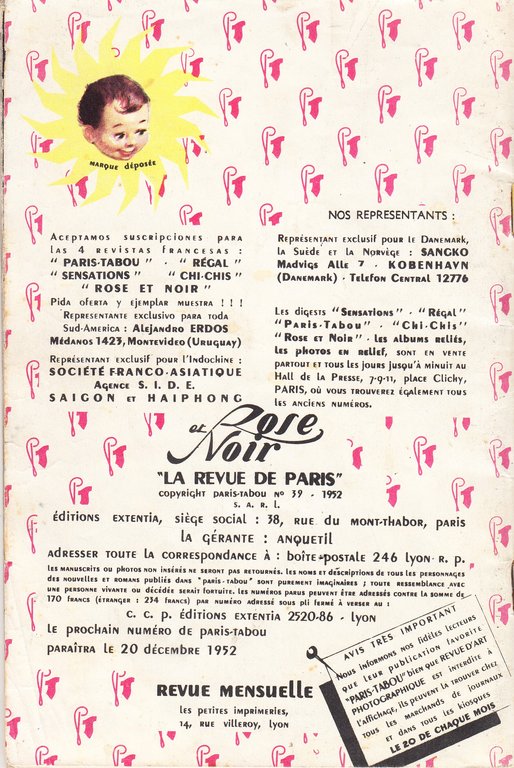 MARQUE DÉPOSÉE
NOS REPRESENTANTS :
Aceptamos suscripciones para
las 4 revistas francesas :
" PARIS-TABOU " - " RÉGAL "
" SENSATIONS " " CHI-CHIS "
" ROSE ET NOIR "
Pida oferta y ejemplar muestra ! ! !
Representante exclusivo para toda
Sud-America : Alejandro ERDOS
Médanos 1423, Montevideo (Uruguay)
Représentant exclusif pour l'Indochine :
SOCIÉTÉ FRANCO-ASIATIQUE
Agence S. I. D. E.
SAIGON et HAIPHONG
Représentant exclusif pour le Danemark,
la Suède et la Norvège : SANGKO
Madvigs Alle 7 - KOBENHAVN
(Danemark) - Telefon Central 12776
Les digests "Sensations" - "Régal"
"Paris-Tabou" - "Chi-Chis"
"Rose et Noir" - les albums reliés,
les photos en relief, sont en vente
partout et tous les jours jusqu'à minuit au
Hall de la Presse, 7-9-11, place Clichy,
PARIS, où vous trouverez également tous
les anciens numéros.
Rose
et Noir
"LA REVUE DE PARIS"
copyright paris-tabou n° 39 - 1952
s. a. r. l.
éditions extentia, siège social : 38, rue du mont-thabor, paris
la gérante : anquetil
adresser toute la correspondance à : boîte-postale 246 lyon-r. p.
les manuscrits ou photos non insérés ne seront pas retournés. les noms et descriptions de tous les personnages
des nouvelles et romans publiés dans "paris-tabou" sont purement imaginaires ; toute ressemblance avec
une personne vivante ou décédée serait fortuite. les numéros parus peuvent être adressés contre la somme de
170 francs (étranger : 234 francs) par numéro adressé sous pli fermé à verser au :
c. c. p. éditions extentia 2520-86 - lyon
le prochain numéro de paris-tabou
paraîtra le 20 décembre 1952
REVUE MENSUELLE
les petites imprimeries,
14, rue villeroy, lyon
AVIS TRÈS IMPORTANT
Nous informons nos fidèles lecteurs
que leur publication favorite
"PARIS-TABOU" bien que REVUE D'ART
PHOTOGRAPHIQUE est interdite à
l'affichage, ils peuvent la trouver chez
tous les marchands de journaux
et dans tous les kiosques
LE 20 DE CHAQUE MOIS